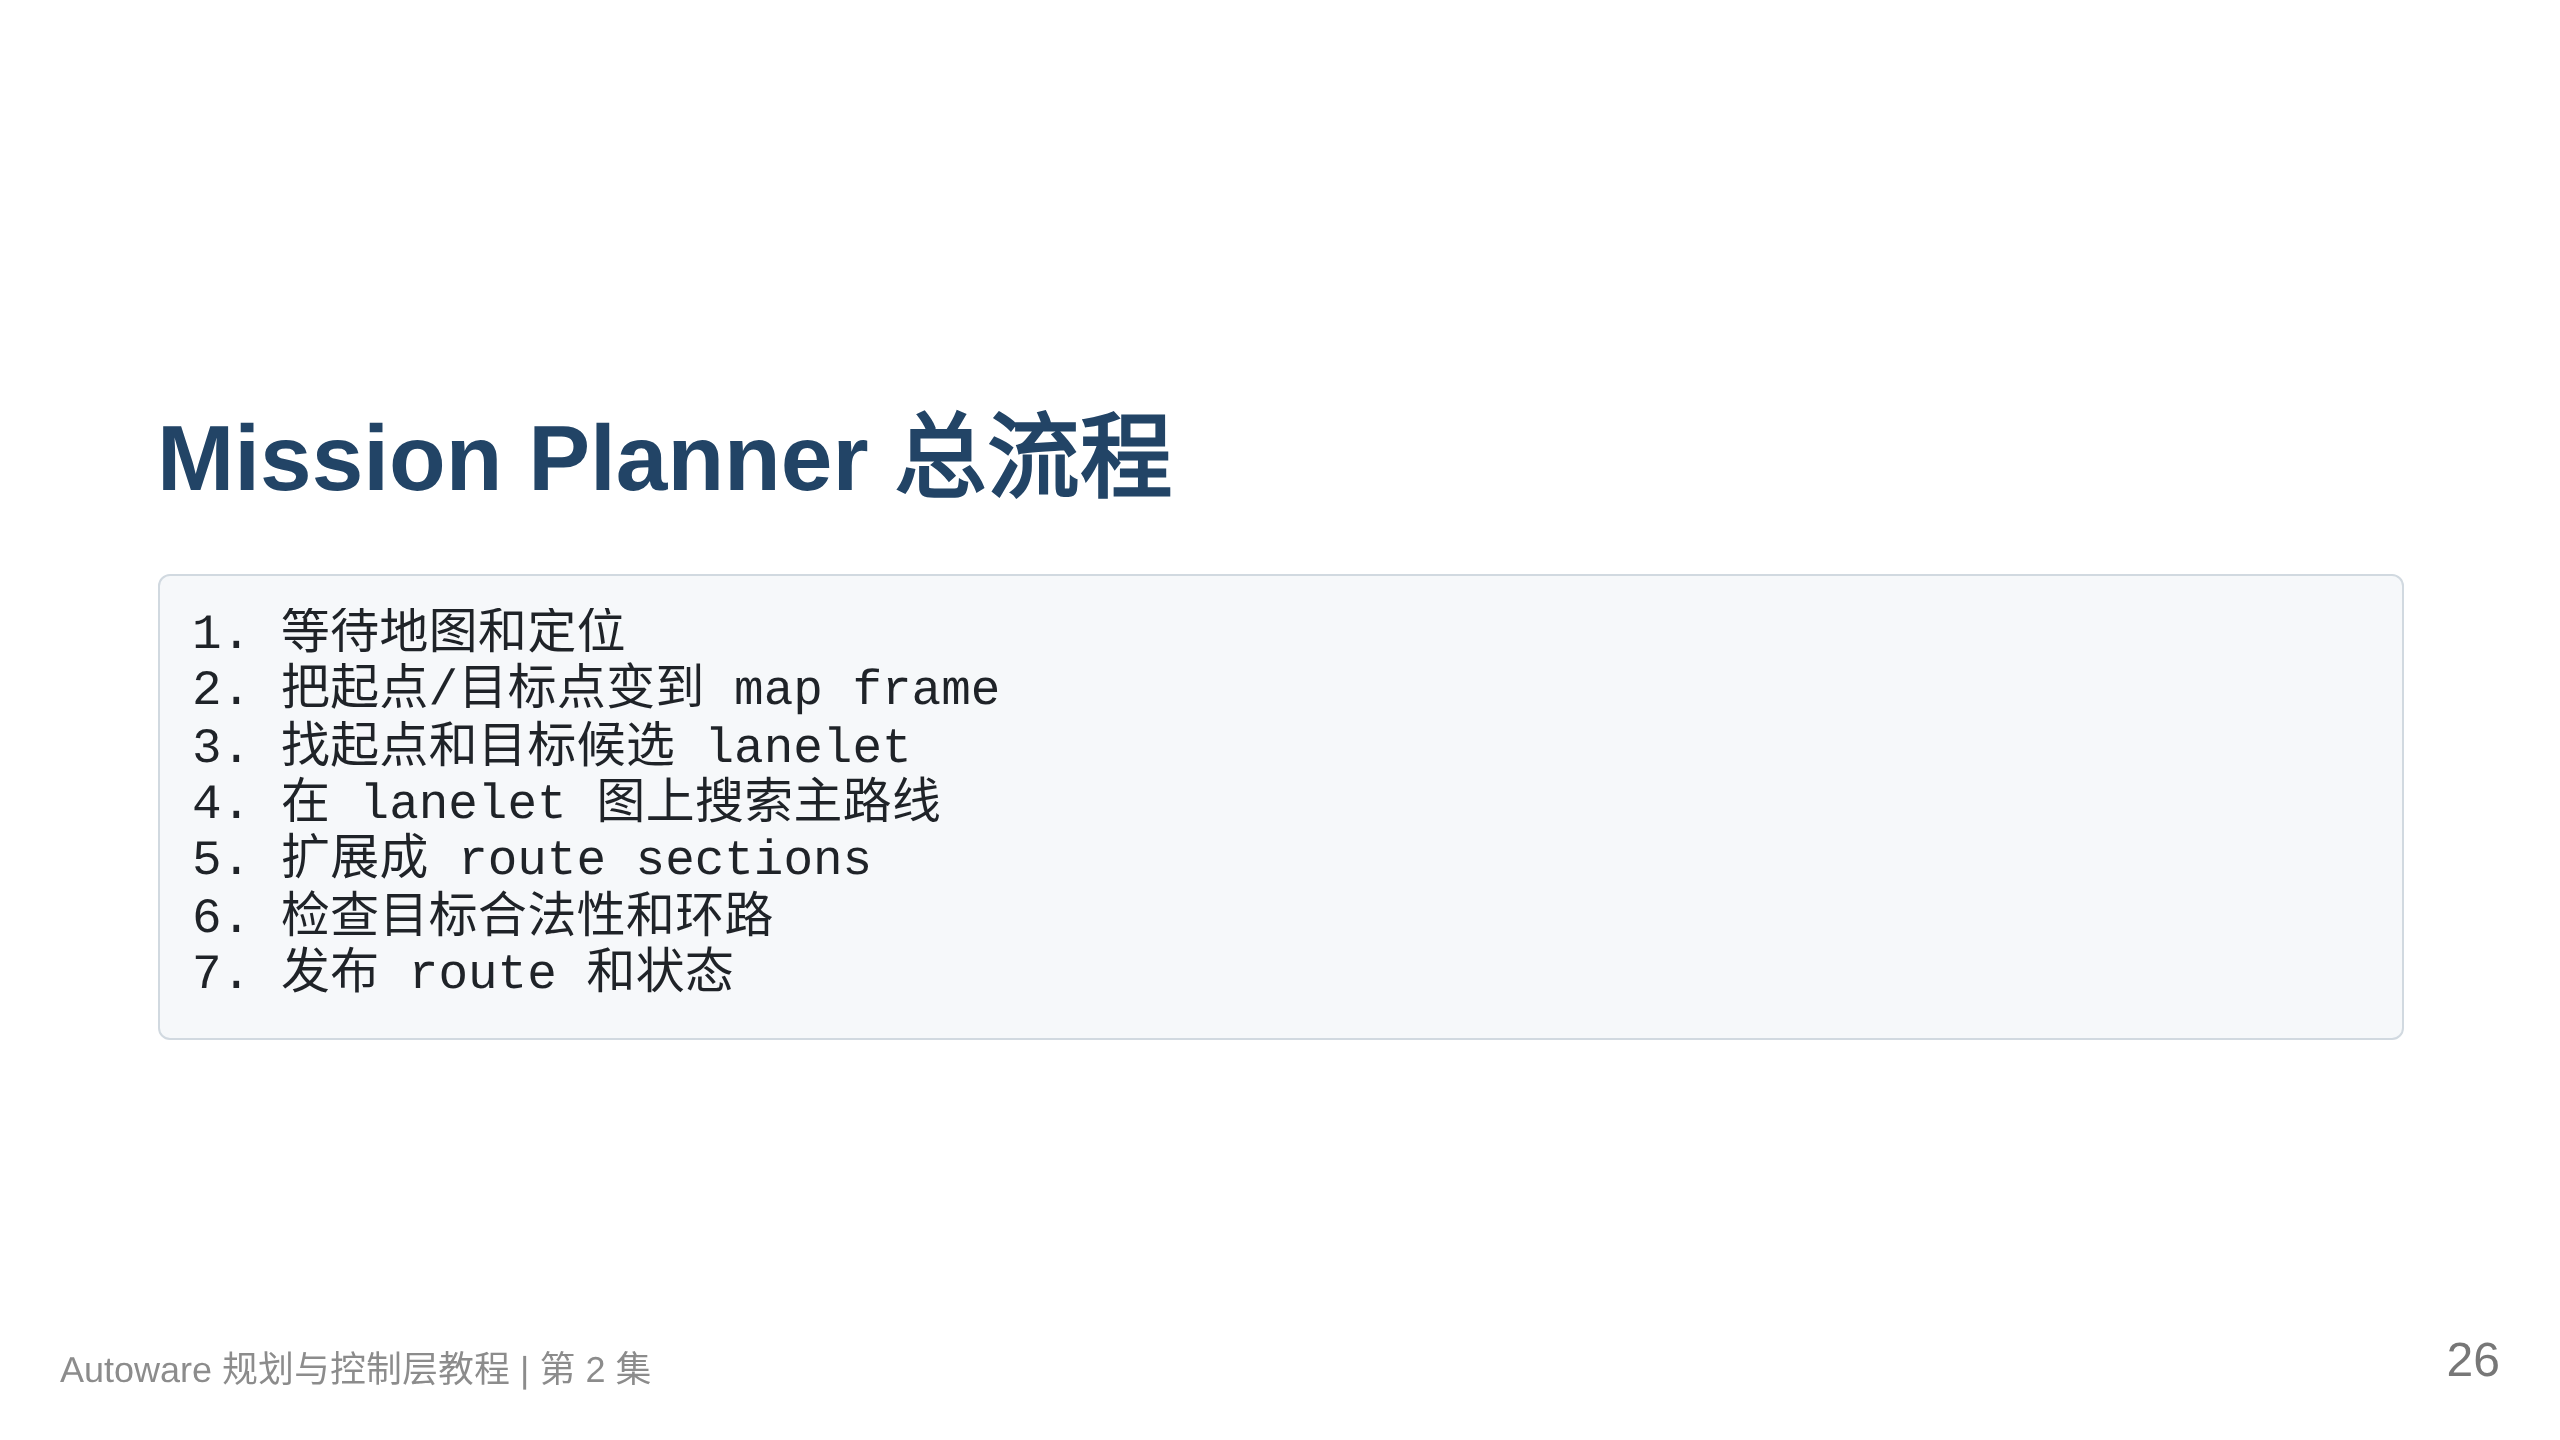 Mission Planner 总流程
1. 等待地图和定位
2. 把起点/目标点变到 map frame
3. 找起点和目标候选 lanelet
4. 在 lanelet 图上搜索主路线
5. 扩展成 route sections
6. 检查目标合法性和环路
7. 发布 route 和状态
Autoware 规划与控制层教程 | 第 2 集
26